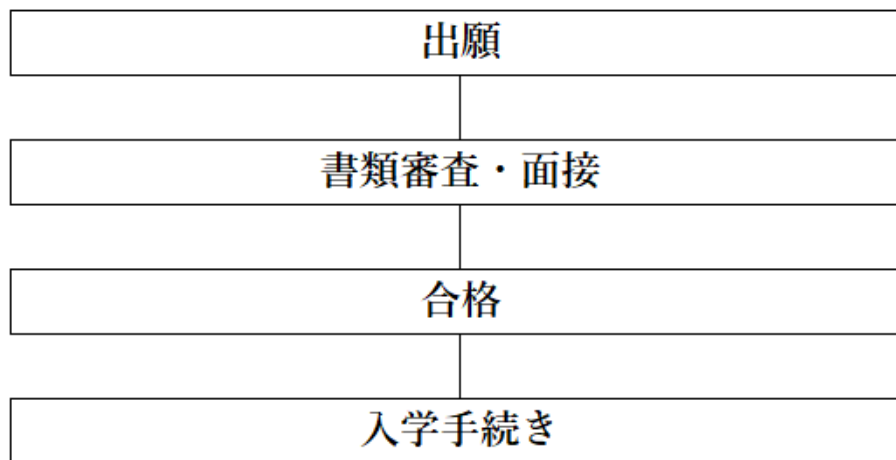 出願
書類審査・面接
合格
入学手続き